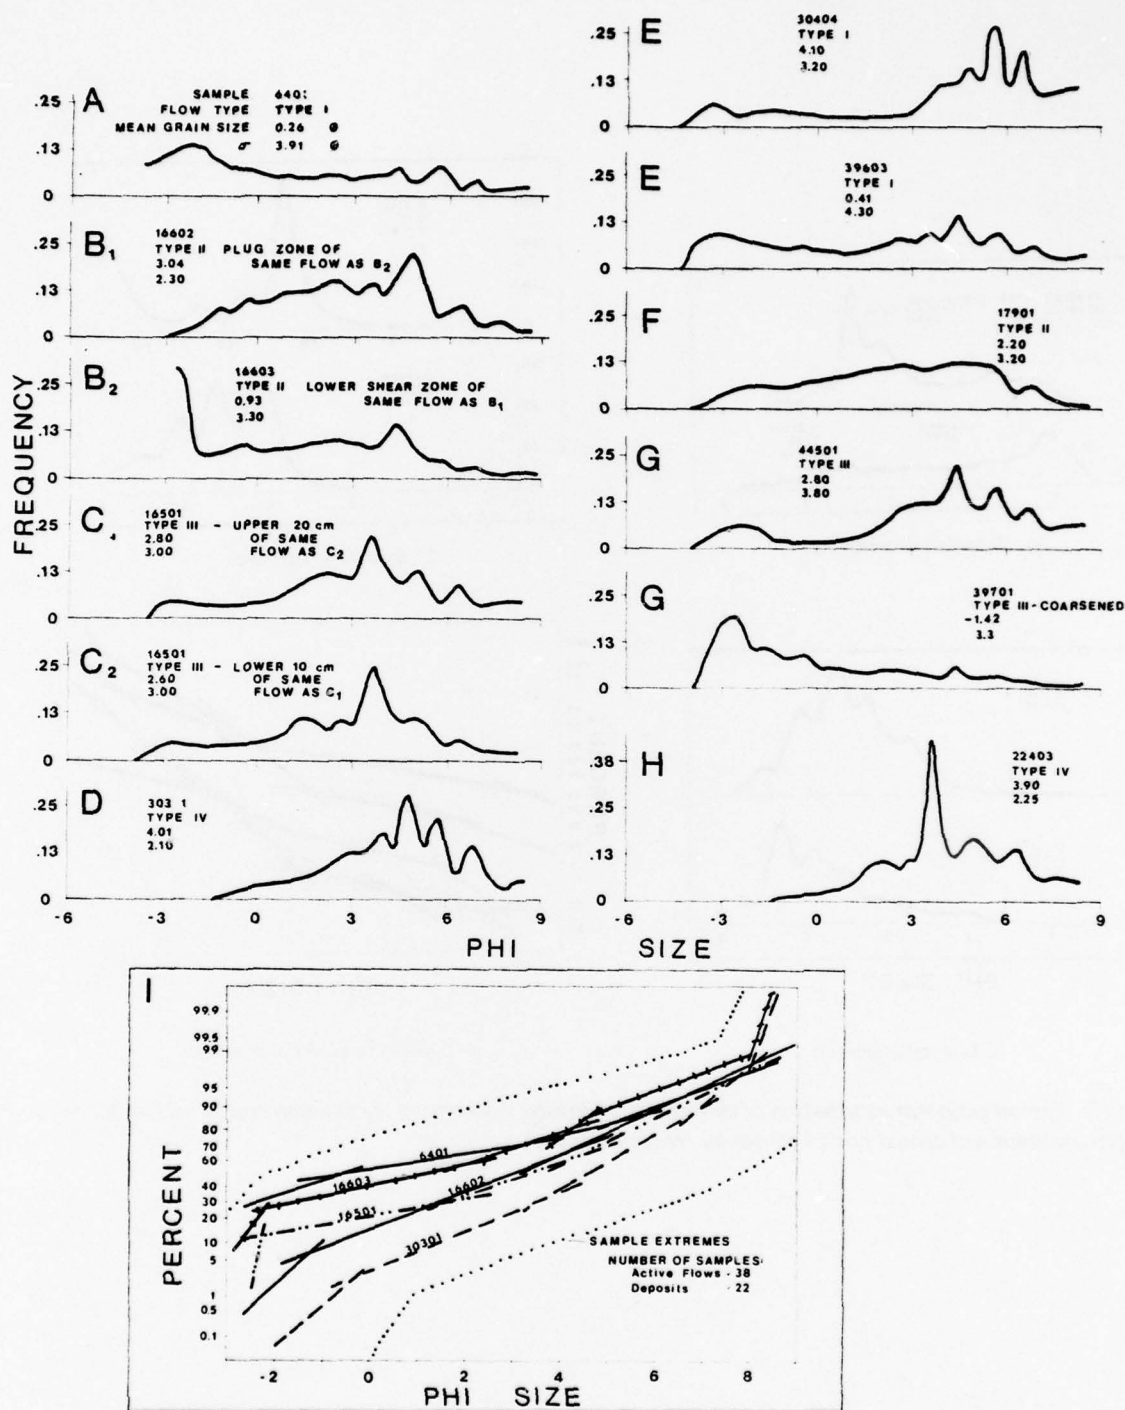 A
SAMPLE 640:
FLOW TYPE TYPE I
MEAN GRAIN SIZE 0.26 Ø
σ 3.91 Ø
.25
.13
0
B1
16602
TYPE II PLUG ZONE OF
3.04 SAME FLOW AS B2
2.30
.25
.13
0
B2
16603
TYPE II LOWER SHEAR ZONE OF
0.93 SAME FLOW AS B1
3.30
.25
.13
0
C
16501
TYPE III - UPPER 20 cm
2.80 OF SAME
3.00 FLOW AS C2
.25
.13
0
C2
16501
TYPE III - LOWER 10 cm
2.60 OF SAME
3.00 FLOW AS C1
.25
.13
0
D
303 1
TYPE IV
4.01
2.10
.25
.13
0
-6 -3 0 3 6 9
FREQUENCY
E
30404
TYPE I
4.10
3.20
.25
.13
0
E
39603
TYPE I
0.41
4.30
.25
.13
0
F
17901
TYPE II
2.20
3.20
.25
.13
0
G
44501
TYPE III
2.80
3.80
.25
.13
0
G
39701
TYPE III-COARSENED
-1.42
3.3
.25
.13
0
H
22403
TYPE IV
3.90
2.25
.38
.25
.13
0
-6 -3 0 3 6 9
PHI SIZE
I
99.9
99.5
99
95
90
80
70
60
40
30
20
10
5
1
0.5
0.1
PERCENT
6401
16603
16602
16501
30301
SAMPLE EXTREMES
NUMBER OF SAMPLES:
Active Flows - 38
Deposits - 22
-2 0 2 4 6 8
PHI SIZE